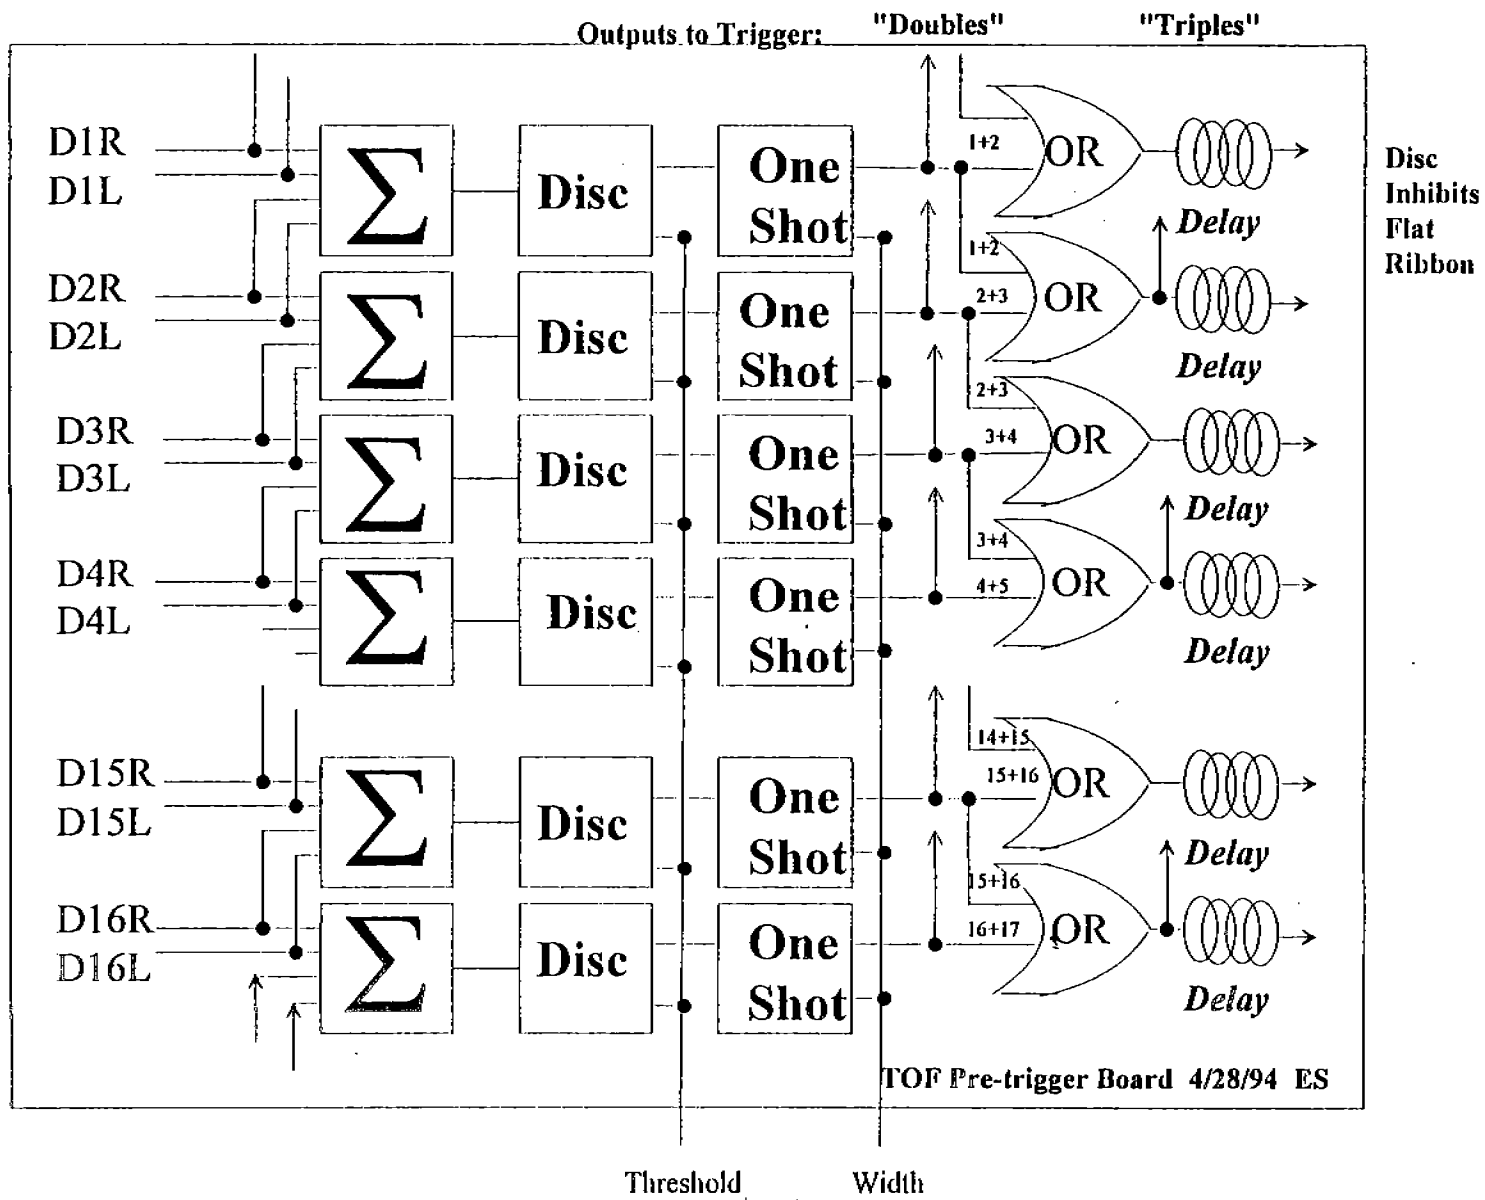 Outputs to Trigger: "Doubles" "Triples"
D1R
D1L
Σ
Disc
One
Shot
1+2
OR
Delay
Disc
Inhibits
Flat
Ribbon
D2R
D2L
Σ
Disc
One
Shot
1+2
2+3
OR
Delay
D3R
D3L
Σ
Disc
One
Shot
2+3
3+4
OR
Delay
D4R
D4L
Σ
Disc
One
Shot
3+4
4+5
OR
Delay
D15R
D15L
Σ
Disc
One
Shot
14+15
15+16
OR
Delay
D16R
D16L
Σ
Disc
One
Shot
15+16
16+17
OR
Delay
TOF Pre-trigger Board 4/28/94 ES
Threshold
Width